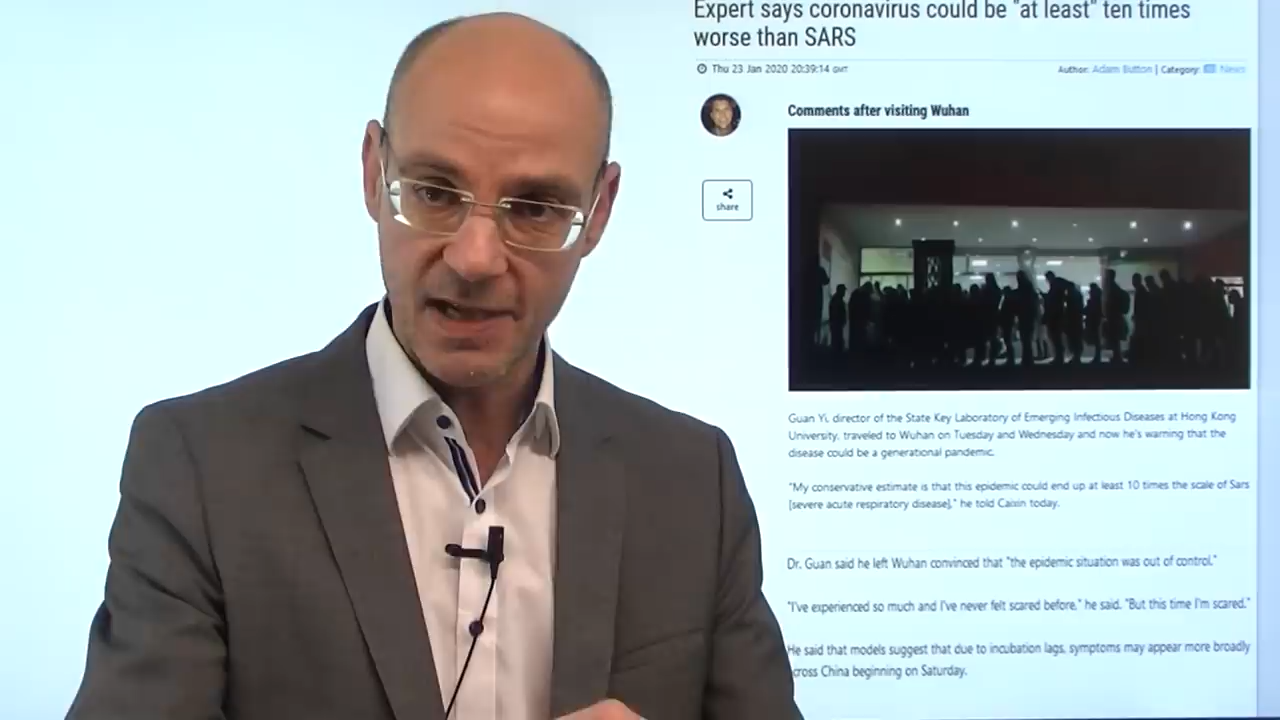 Expert says coronavirus could be "at least" ten times
worse than SARS
Thu 23 Jan 2020 20:39:14 GMT
Author: Adam Button | Category: News
Comments after visiting Wuhan
share
Guan Yi, director of the State Key Laboratory of Emerging Infectious Diseases at Hong Kong
University, traveled to Wuhan on Tuesday and Wednesday and now he's warning that the
disease could be a generational pandemic.
"My conservative estimate is that this epidemic could end up at least 10 times the scale of Sars
[severe acute respiratory disease]," he told Caixin today.
Dr. Guan said he left Wuhan convinced that "the epidemic situation was out of control."
"I've experienced so much and I've never felt scared before," he said. "But this time I'm scared."
He said that models suggest that due to incubation lags, symptoms may appear more broadly
cross China beginning on Saturday.